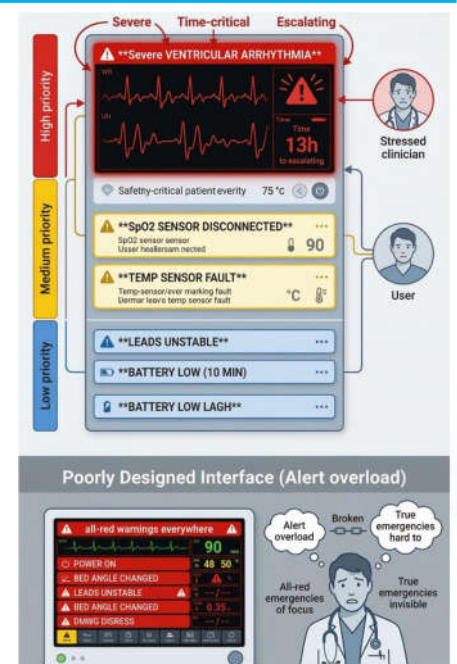 Severe Time-critical Escalating
High priority
**Severe VENTRICULAR ARRHYTHMIA**
Time
Time
13h
to escalating
Stressed
clinician
Safethy-critical patient everity 75 °c
Medium priority
**SpO2 SENSOR DISCONNECTED**
SpO2 sensor sensor
Usser heallersam nected
90
**TEMP SENSOR FAULT**
Temp-sensor/ever marking fault
Dermar leave temp sensor fault
°C
User
Low priority
**LEADS UNSTABLE**
**BATTERY LOW (10 MIN)
**BATTERY LOW LAGH**
Poorly Designed Interface (Alert overload)
all-red warnings everywhere
90
POWER ON
48 50
BED ANGLE CHANGED
LEADS UNSTABLE
BED ANGLE CHANGED
0.35
DMWG DISRESS
Alert
overload
Broken
True
emergencies
hard to
All-red
emergencies
of focus
True
emergencies
invisible